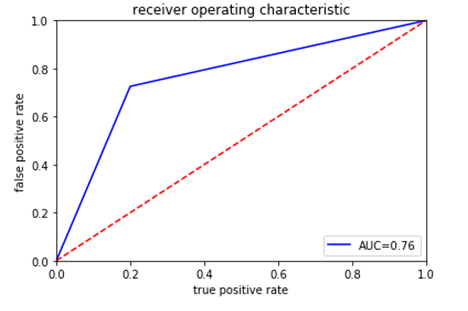 receiver operating characteristic
1.0
0.8
0.6
0.4
0.2
0.0
false positive rate
AUC=0.76
0.0 0.2 0.4 0.6 0.8 1.0
true positive rate